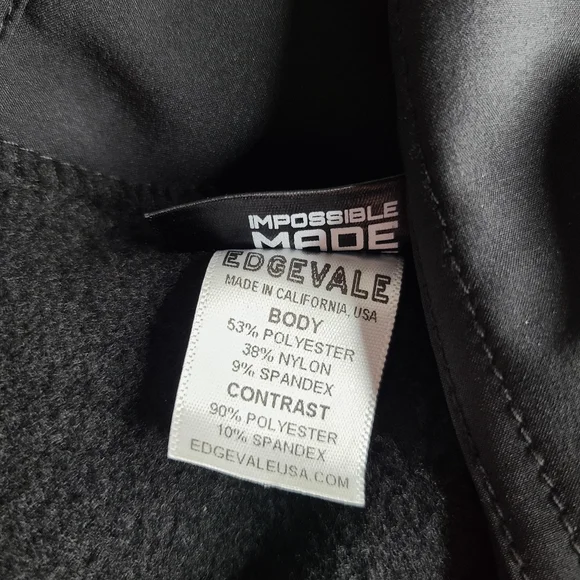 IMPOSSIBLE
MADE
EDGEVALE
MADE IN CALIFORNIA, USA
BODY
53% POLYESTER
38% NYLON
9% SPANDEX
CONTRAST
90% POLYESTER
10% SPANDEX
EDGEVALEUSA.COM